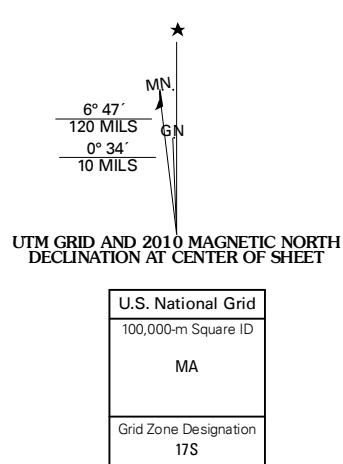 MN.
6° 47´
120 MILS
GN
0° 34´
10 MILS
UTM GRID AND 2010 MAGNETIC NORTH
DECLINATION AT CENTER OF SHEET
U.S. National Grid
100,000-m Square ID
MA
Grid Zone Designation
17S